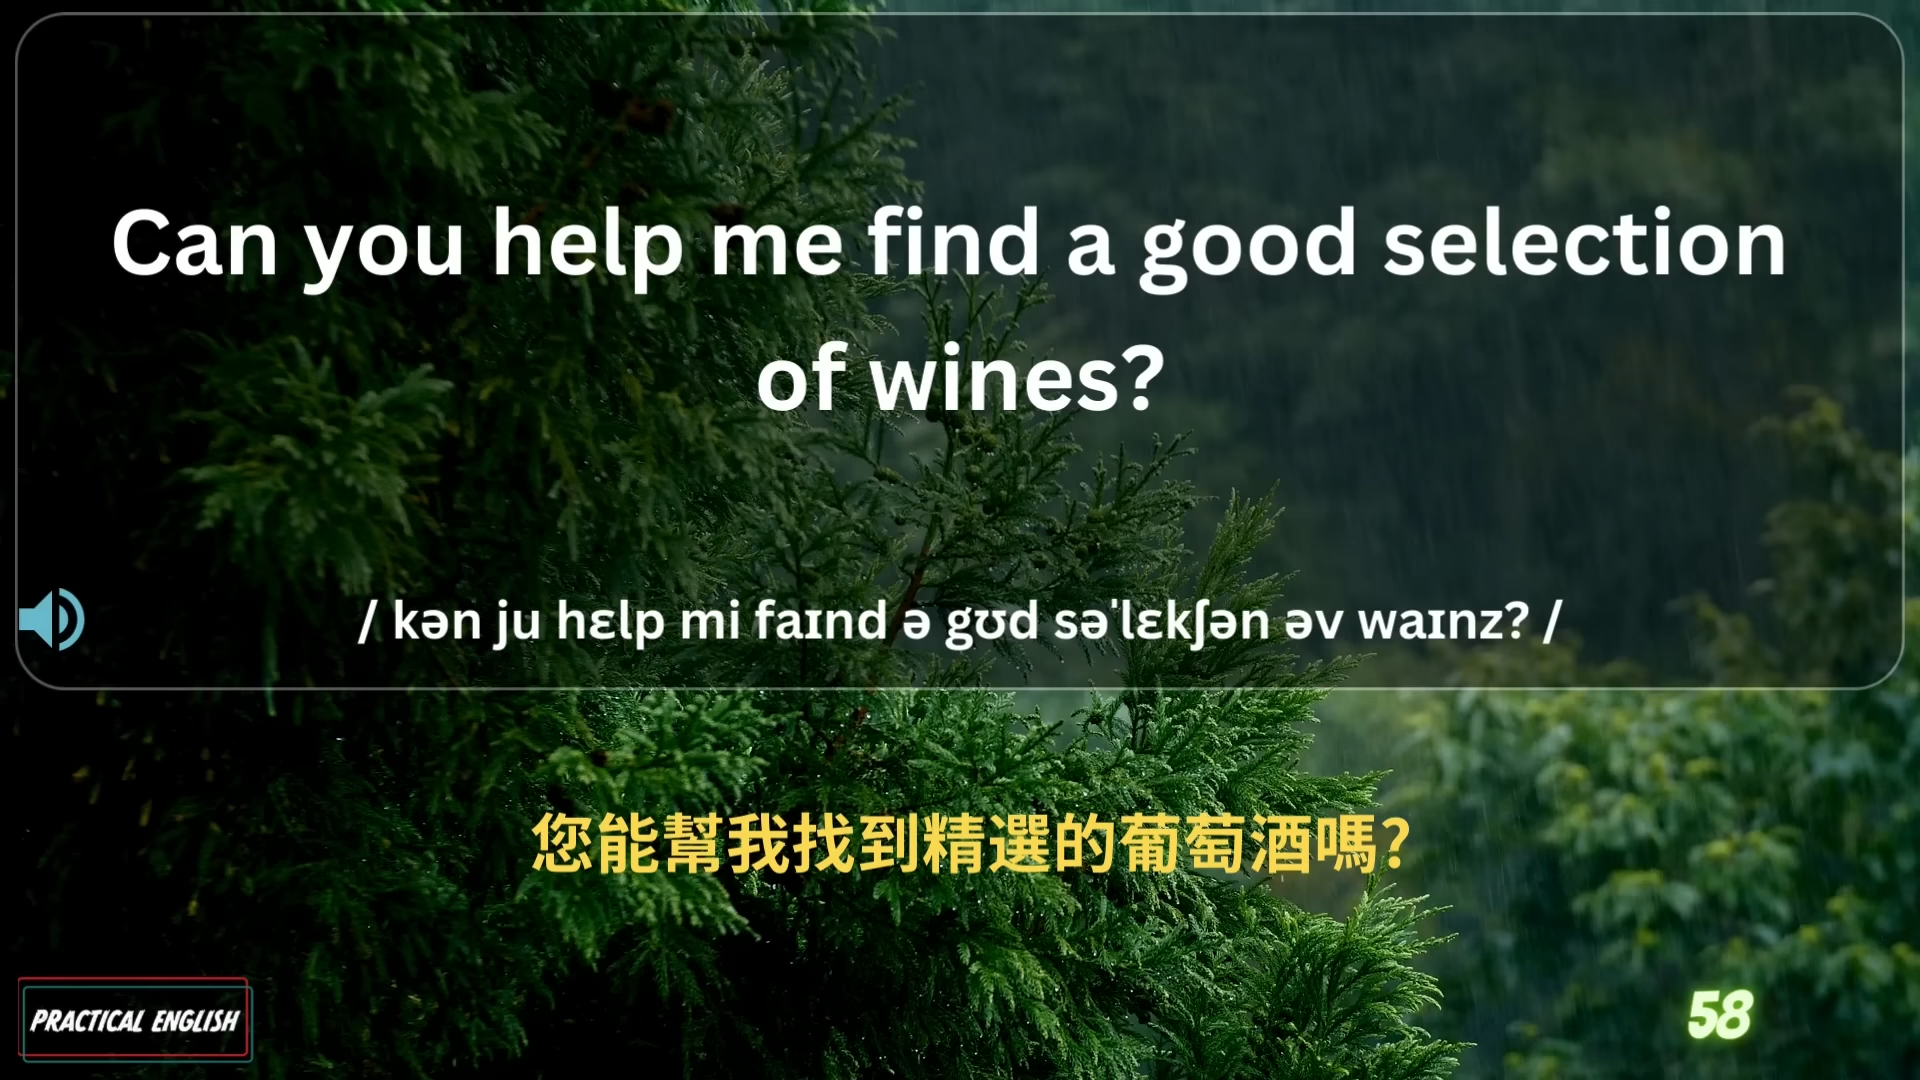 Can you help me find a good selection
of wines?
/ kən ju hɛlp mi faɪnd ə gʊd səˈlɛkʃən əv waɪnz? /
您能幫我找到精選的葡萄酒嗎?
PRACTICAL ENGLISH
58